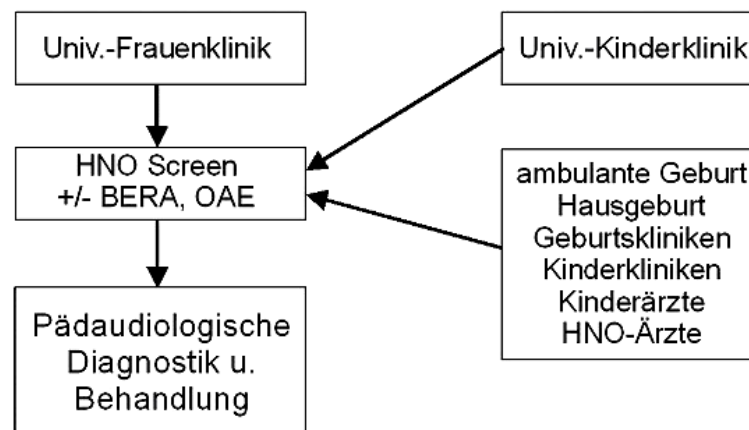 Univ.-Frauenklinik
Univ.-Kinderklinik
HNO Screen
+/- BERA, OAE
ambulante Geburt
Hausgeburt
Geburtskliniken
Kinderkliniken
Kinderärzte
HNO-Ärzte
Pädaudiologische
Diagnostik u.
Behandlung